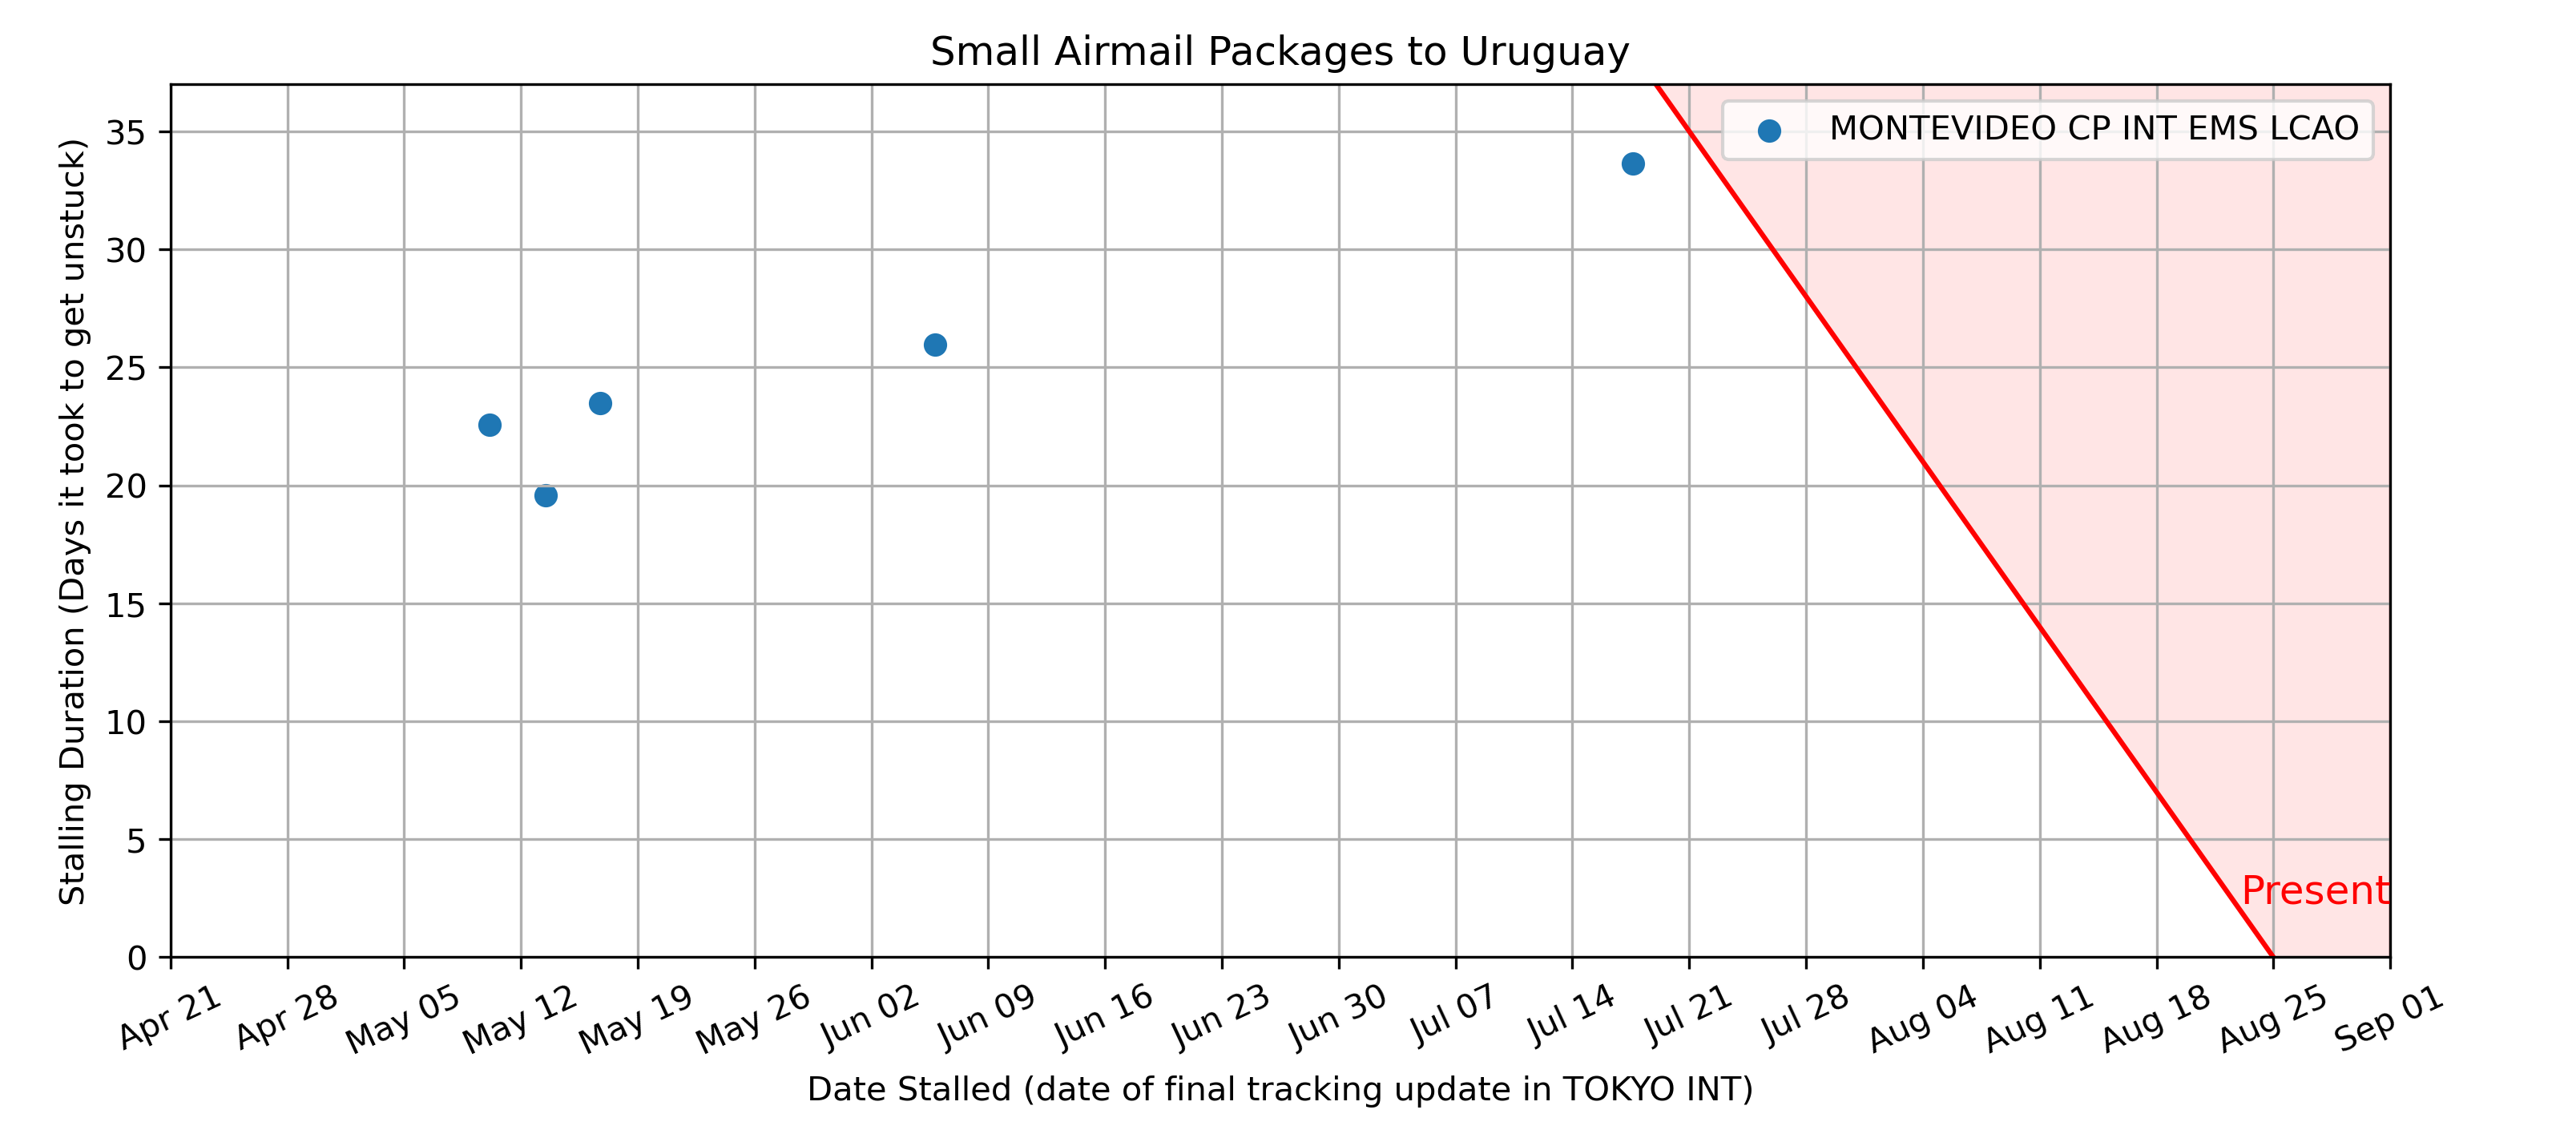 Small Airmail Packages to Uruguay
MONTEVIDEO CP INT EMS LCAO
Stalling Duration (Days it took to get unstuck)
35
30
25
20
15
10
5
0
Present
Apr 21
Apr 28
May 05
May 12
May 19
May 26
Jun 02
Jun 09
Jun 16
Jun 23
Jun 30
Jul 07
Jul 14
Jul 21
Jul 28
Aug 04
Aug 11
Aug 18
Aug 25
Sep 01
Date Stalled (date of final tracking update in TOKYO INT)